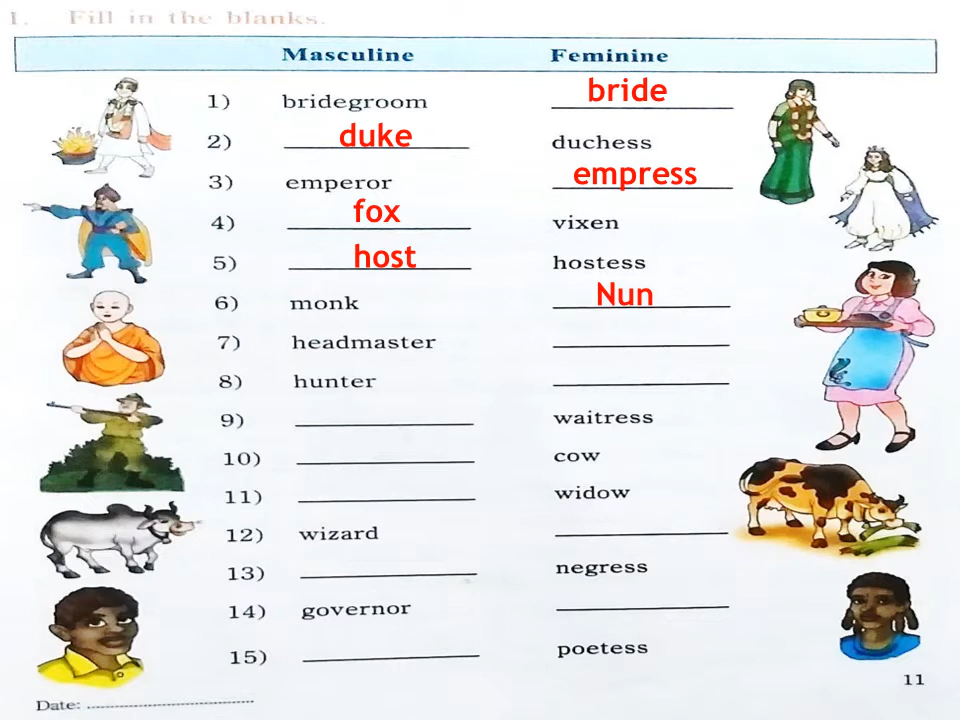 1. Fill in the blanks.
Masculine Feminine
1) bridegroom bride
2) duke duchess
3) emperor empress
4) fox vixen
5) host hostess
6) monk Nun
7) headmaster
8) hunter
9) waitress
10) cow
11) widow
12) wizard
13) negress
14) governor
15) poetess
11
Date: